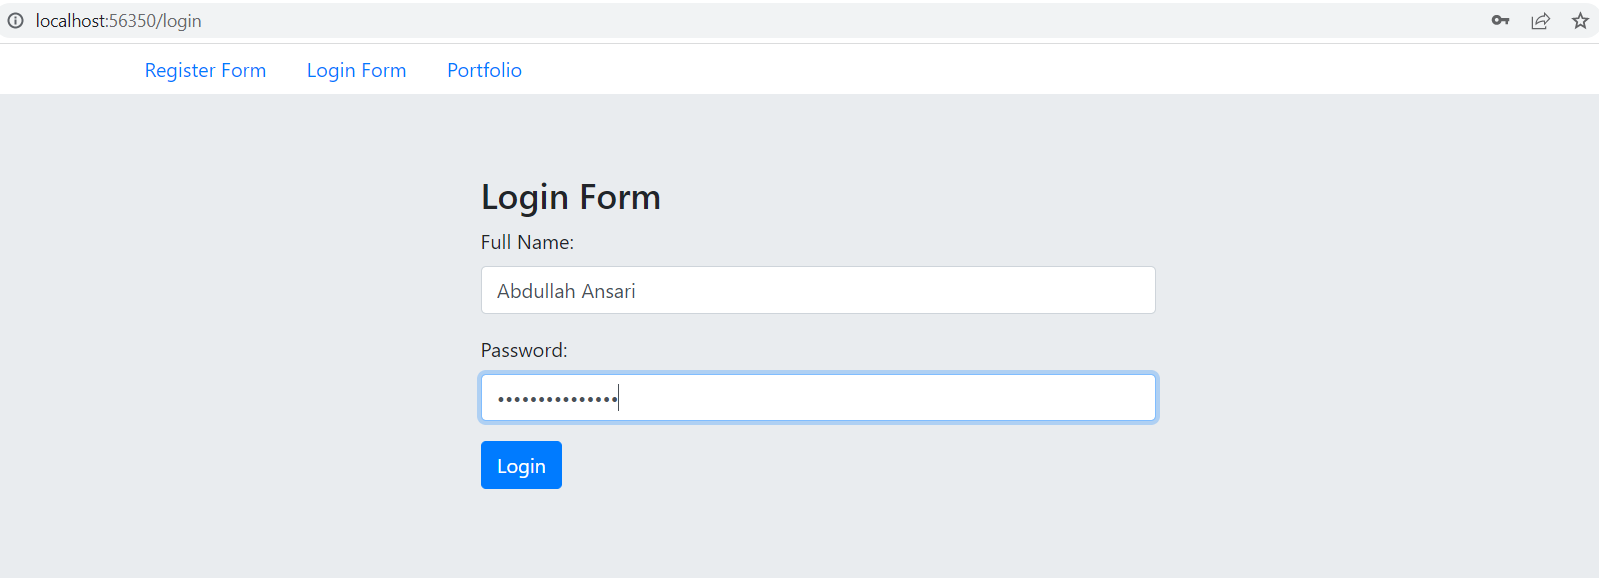 localhost:56350/login
Register Form Login Form Portfolio
Login Form
Full Name:
Abdullah Ansari
Password:
•••••••••••••••
Login